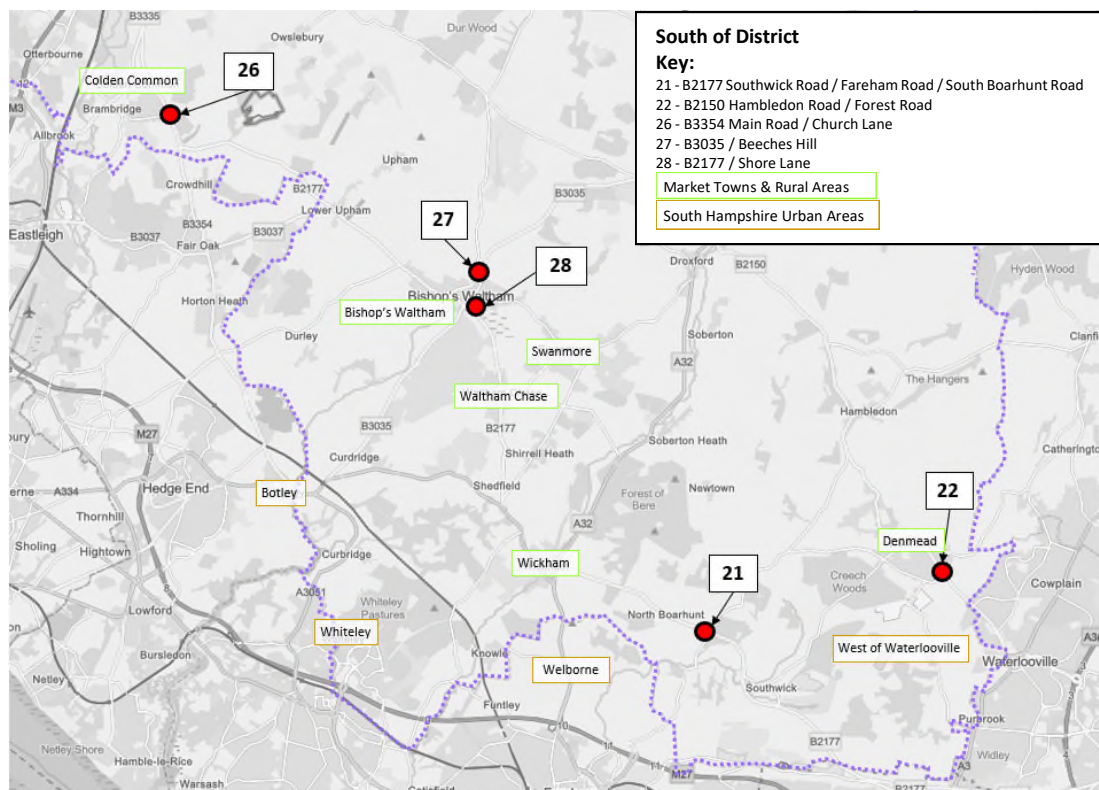 South of District
Key:
21 - B2177 Southwick Road / Fareham Road / South Boarhunt Road
22 - B2150 Hambledon Road / Forest Road
26 - B3354 Main Road / Church Lane
27 - B3035 / Beeches Hill
28 - B2177 / Shore Lane
Market Towns & Rural Areas
South Hampshire Urban Areas
B3335
Owslebury
Dur Wood
Otterbourne
26
Colden Common
12
M3
Brambridge
Allbrook
Upham
Crowdhill
B2177
B3035
Lower Upham
B3354
Eastleigh
B3037
Fair Oak
B3037
27
28
Droxford
B2150
Hyden Wood
Bishop's Waltham
Horton Heath
Bishop's Waltham
Durley
Soberton
Clanfi
Swanmore
A32
The Hangers
Waltham Chase
Hambledon
B3035
B2177
M27
Curdridge
Shirrell Heath
Soberton Heath
Catherington
Hedge End
A334
Botley
Shedfield
Forest of
Bere
Newtown
22
Thornhill
A32
Denmead
Sholing
Hightown
Curbridge
Wickham
21
Creech
Woods
Cowplain
A3051
8
Lowford
Whiteley
Pastures
North Boarhunt
Whiteley
West of Waterlooville
Bursledon
Knowle
Waterlooville
Netley
Welborne
Southwick
Funtley
10
Purbrook
11
B2177
Netley Shore
Widley
Hamble-le-Rice
11
M27
A3
Warsash
B2177